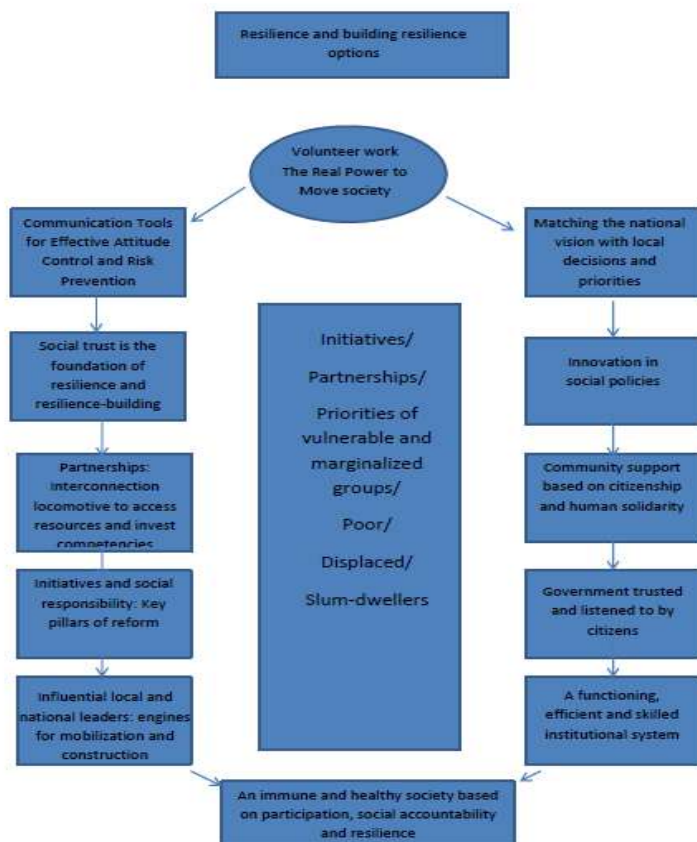 Resilience and building resilience
options
Volunteer work
The Real Power to
Move society
Communication Tools
for Effective Attitude
Control and Risk
Prevention
Social trust is the
foundation of
resilience and
resilience-building
Partnerships:
Interconnection
locomotive to access
resources and invest
competencies
Initiatives and social
responsibility: Key
pillars of reform
Influential local and
national leaders: engines
for mobilization and
construction
Initiatives/
Partnerships/
Priorities of
vulnerable and
marginalized
groups/
Poor/
Displaced/
Slum-dwellers
Matching the national
vision with local
decisions and
priorities
Innovation in
social policies
Community support
based on citizenship
and human solidarity
Government trusted
and listened to by
citizens
A functioning,
efficient and skilled
institutional system
An immune and healthy society based
on participation, social accountability
and resilience